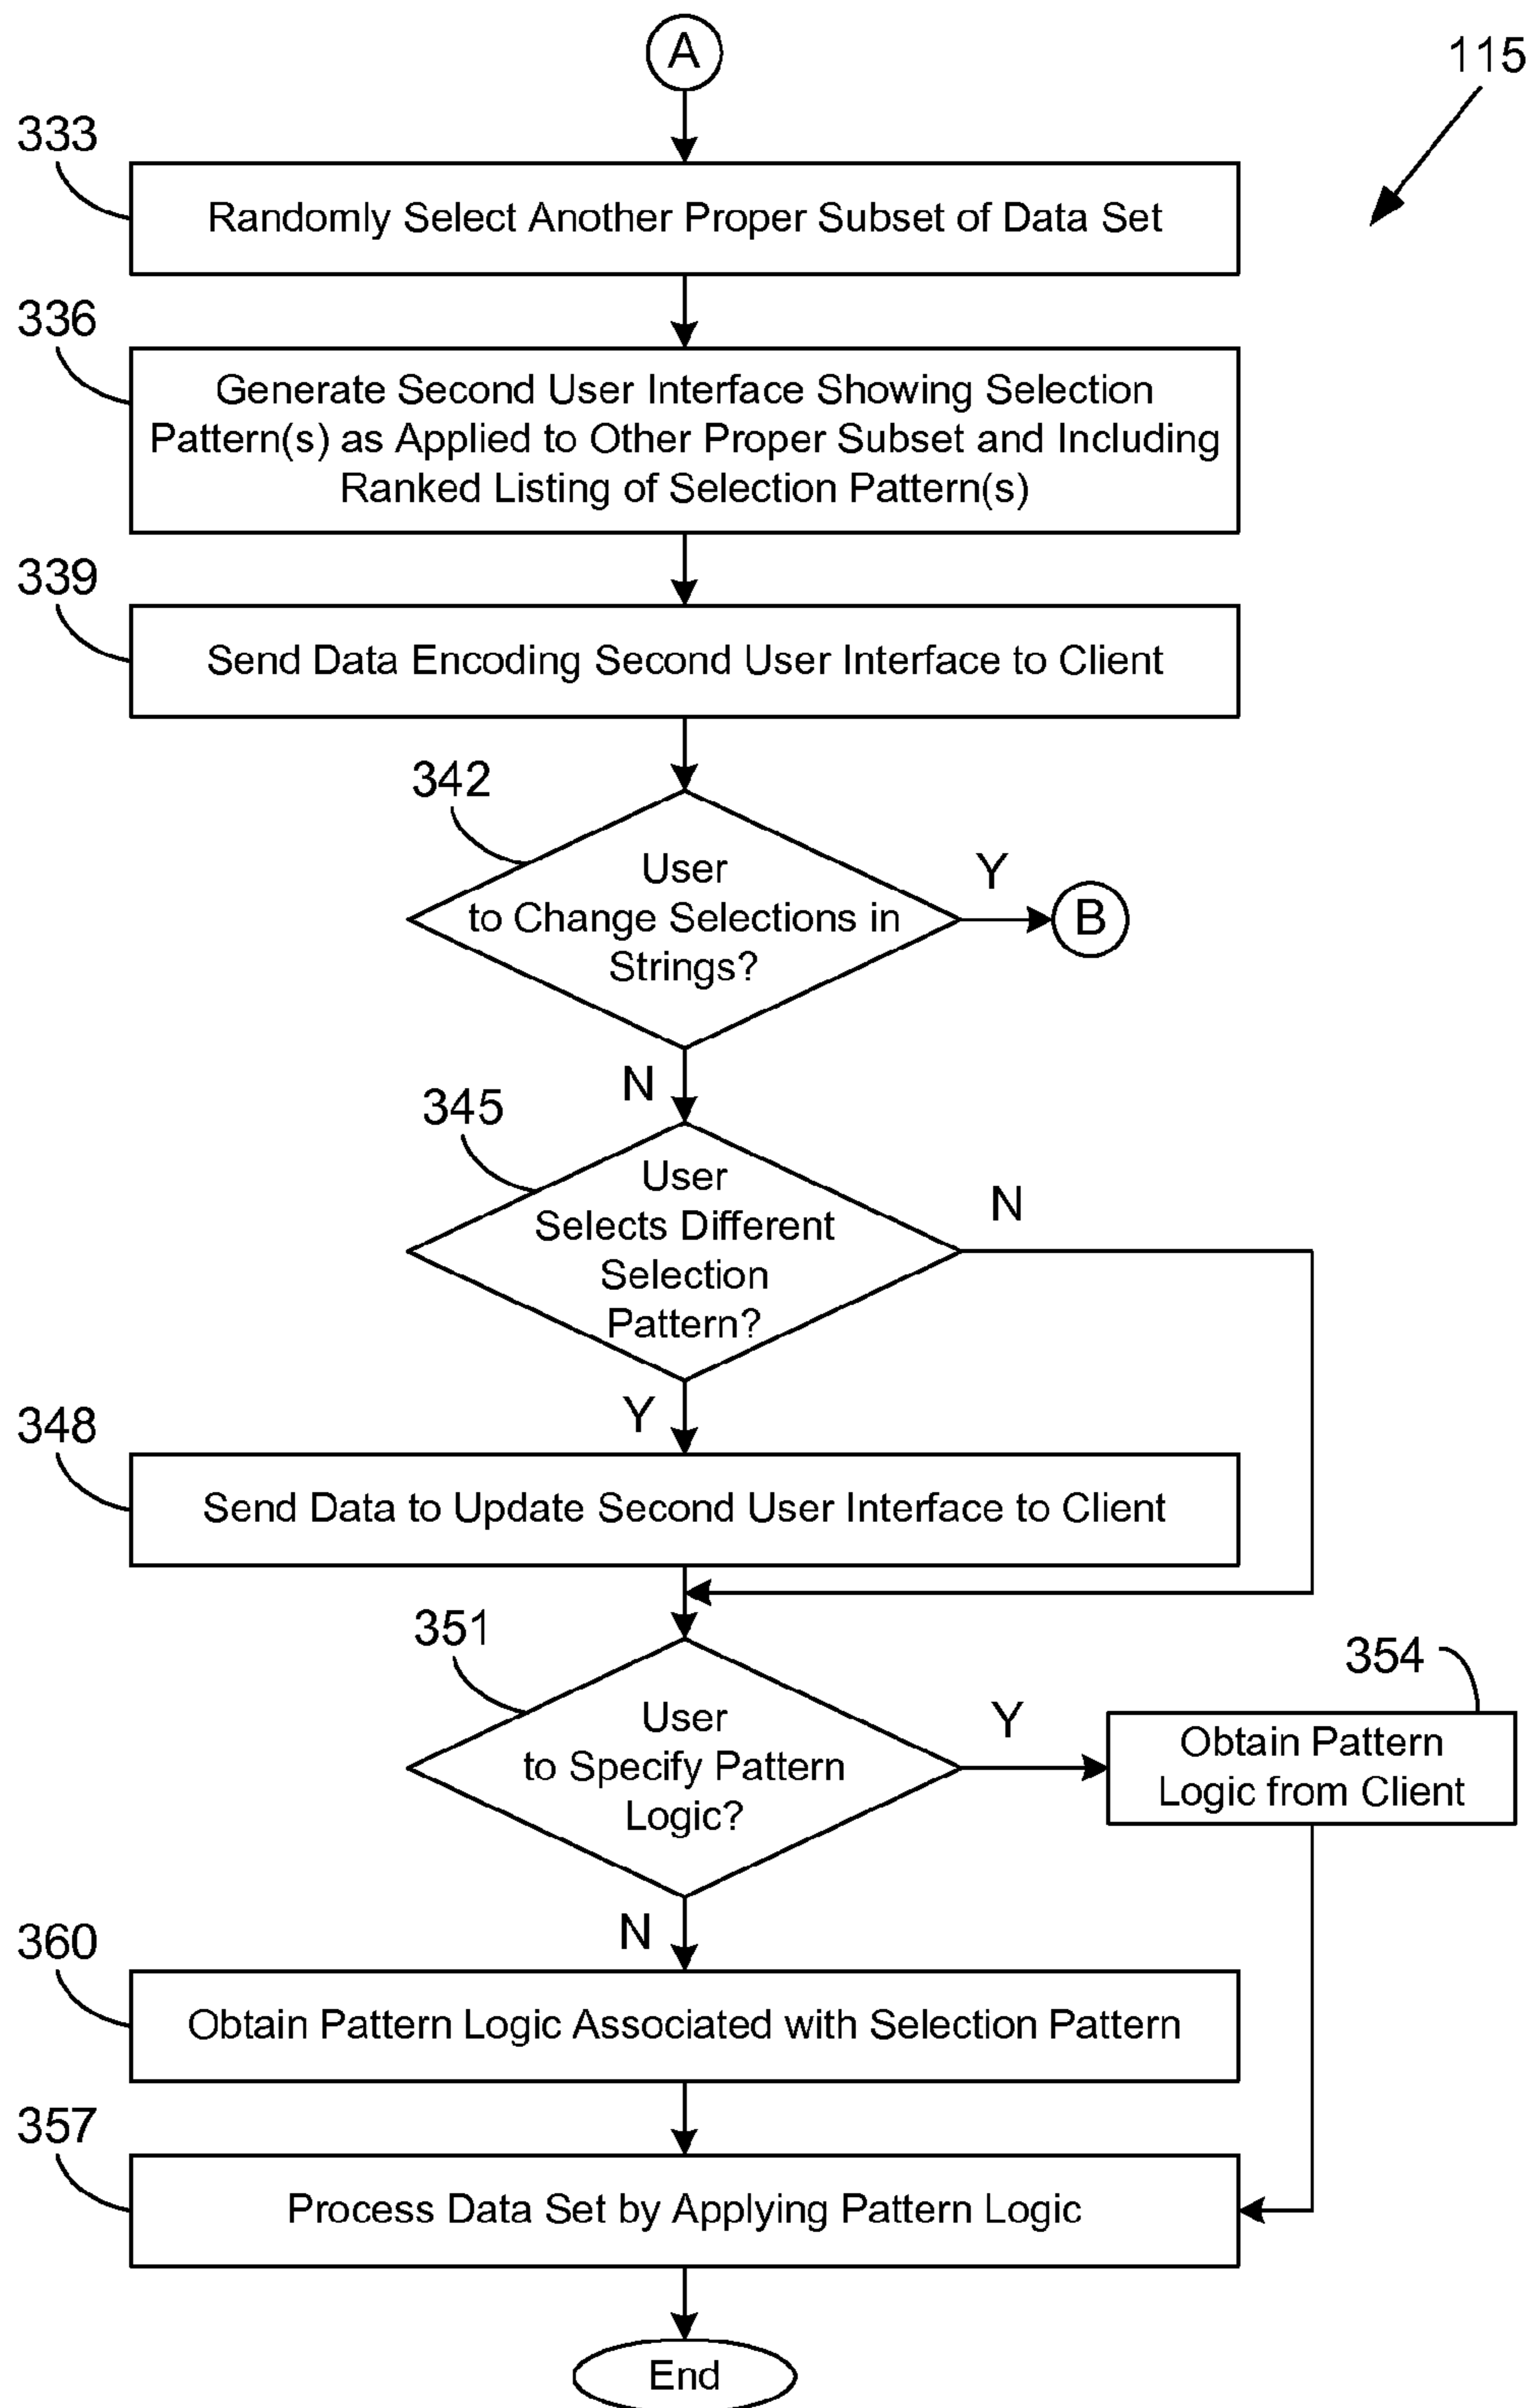 A
115
333
Randomly Select Another Proper Subset of Data Set
336
Generate Second User Interface Showing Selection
Pattern(s) as Applied to Other Proper Subset and Including
Ranked Listing of Selection Pattern(s)
339
Send Data Encoding Second User Interface to Client
342
User
to Change Selections in
Strings?
Y
B
N
345
User
Selects Different
Selection
Pattern?
N
Y
348
Send Data to Update Second User Interface to Client
351
User
to Specify Pattern
Logic?
Y
354
Obtain Pattern
Logic from Client
N
360
Obtain Pattern Logic Associated with Selection Pattern
357
Process Data Set by Applying Pattern Logic
End